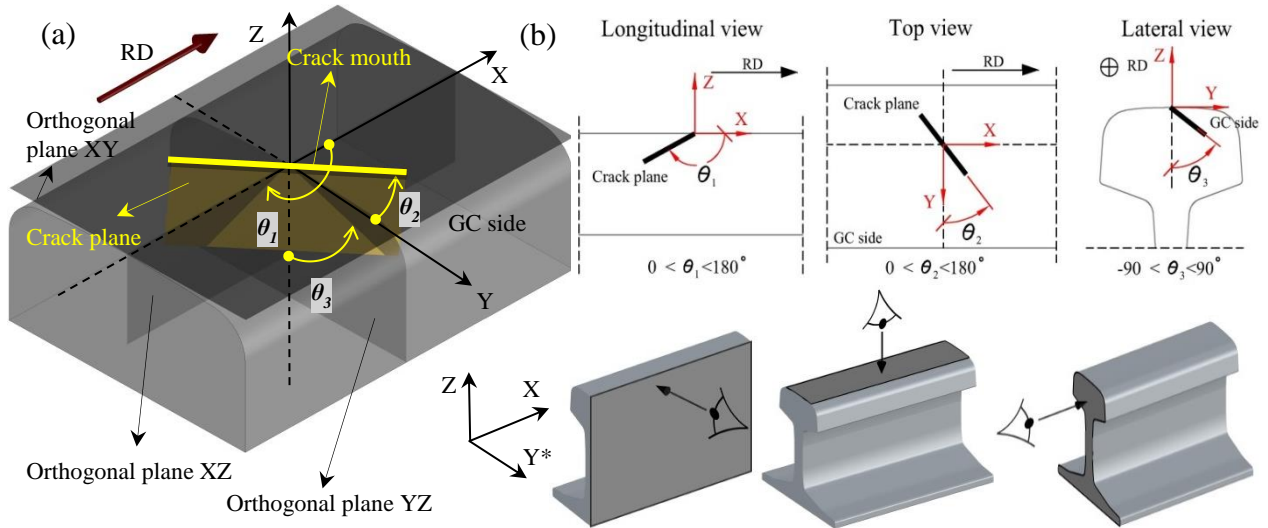 (a)
RD
Z
Crack mouth
X
Orthogonal
plane XY
θ1
θ2
GC side
Crack plane
θ3
Y
Z
X
Y*
Orthogonal plane XZ
Orthogonal plane YZ
(b)
Longitudinal view
RD
Z
X
Crack plane
θ1
0 < θ1<180°
Top view
RD
Crack plane
X
Y
GC side
θ2
0 < θ2<180°
Lateral view
Z
RD
Y
GC side
θ3
-90 < θ3<90°